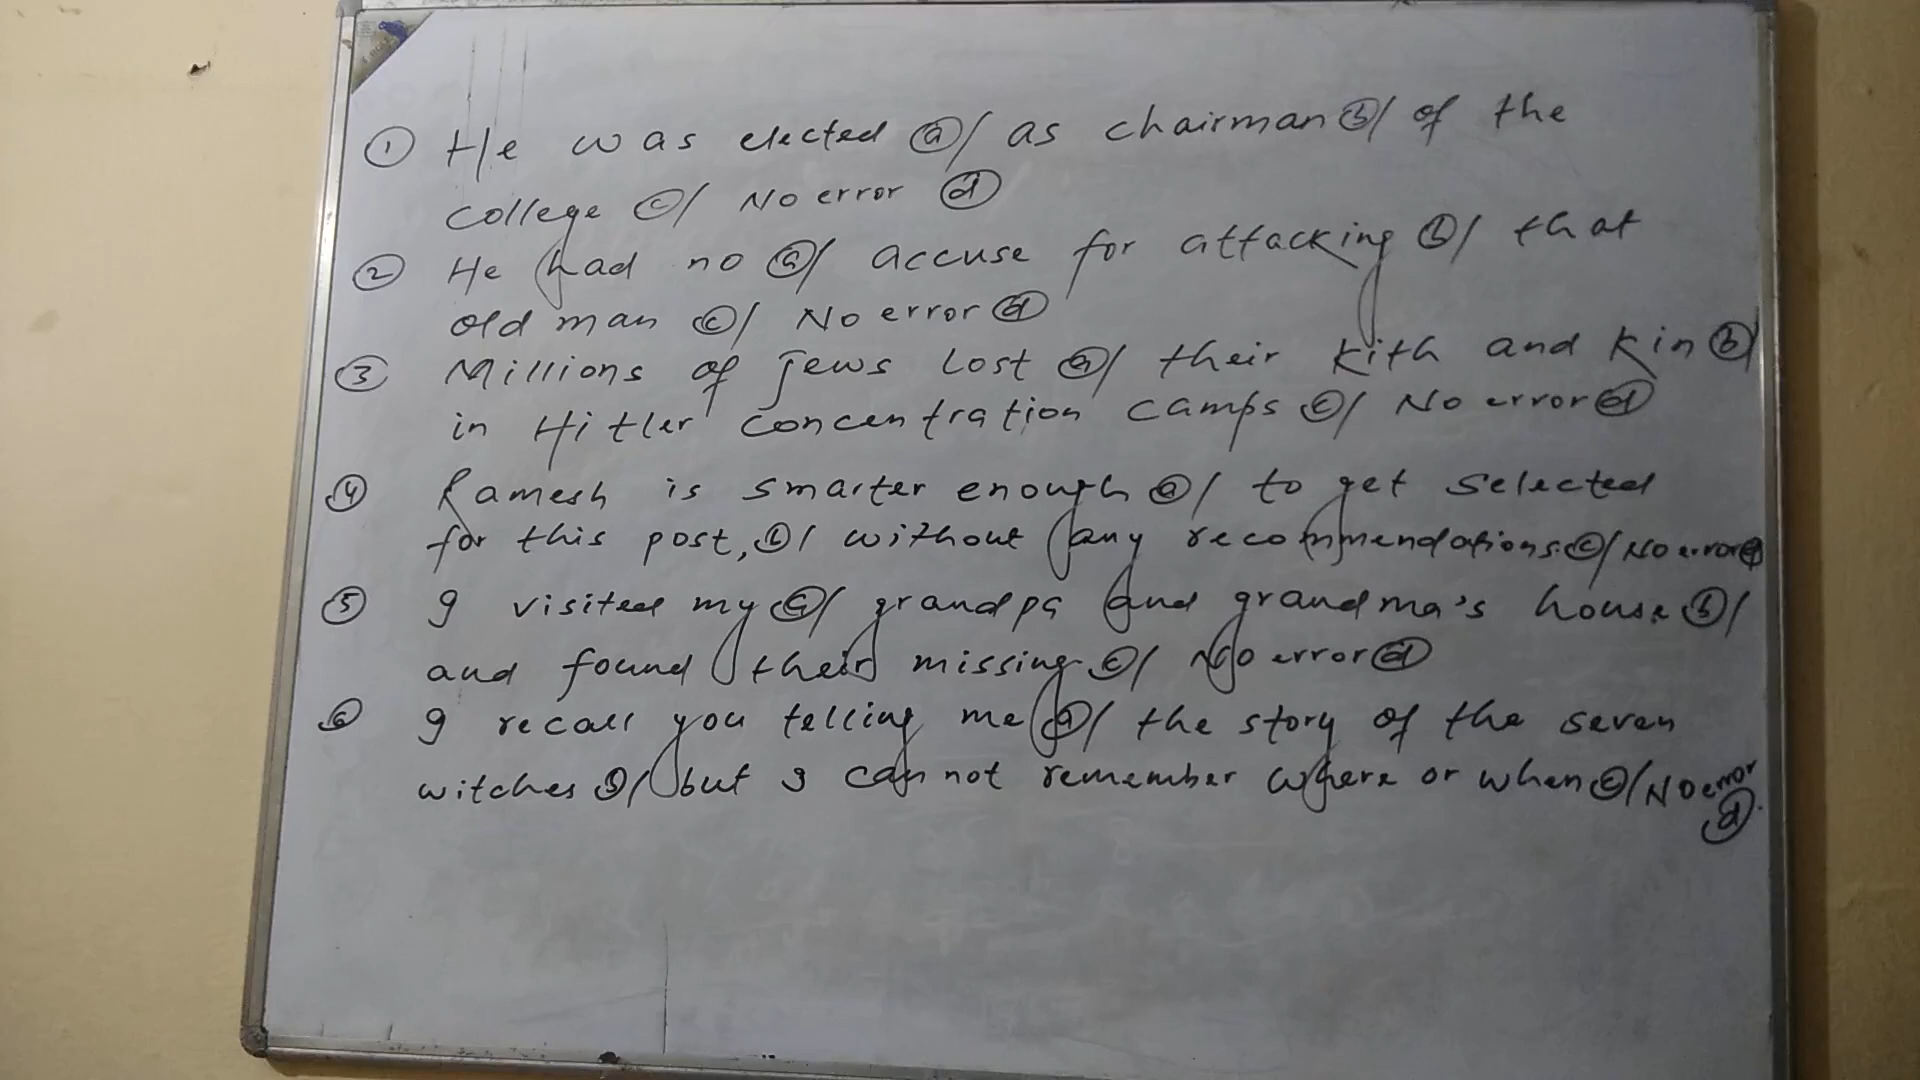 ① He was elected ⓐ/ as chairman ⓑ/ of the
college ⓒ/ No error ⓓ
② He had no ⓐ/ accuse for attacking ⓑ/ that
old man ⓒ/ No error ⓓ
③ Millions of Jews lost ⓐ/ their kith and kin ⓑ/
in Hitler' concentration camps ⓒ/ No error ⓓ
④ Ramesh is smarter enough ⓐ/ to get selected
for this post, ⓑ/ without any recommendations. ⓒ/ No error ⓓ
⑤ I visited my ⓐ/ grandpa and grandma's house ⓑ/
and found their missing. ⓒ/ No error ⓓ
⑥ I recall you telling me ⓐ/ the story of the seven
witches ⓑ/ but I can not remember where or when ⓒ/ No error
ⓓ.